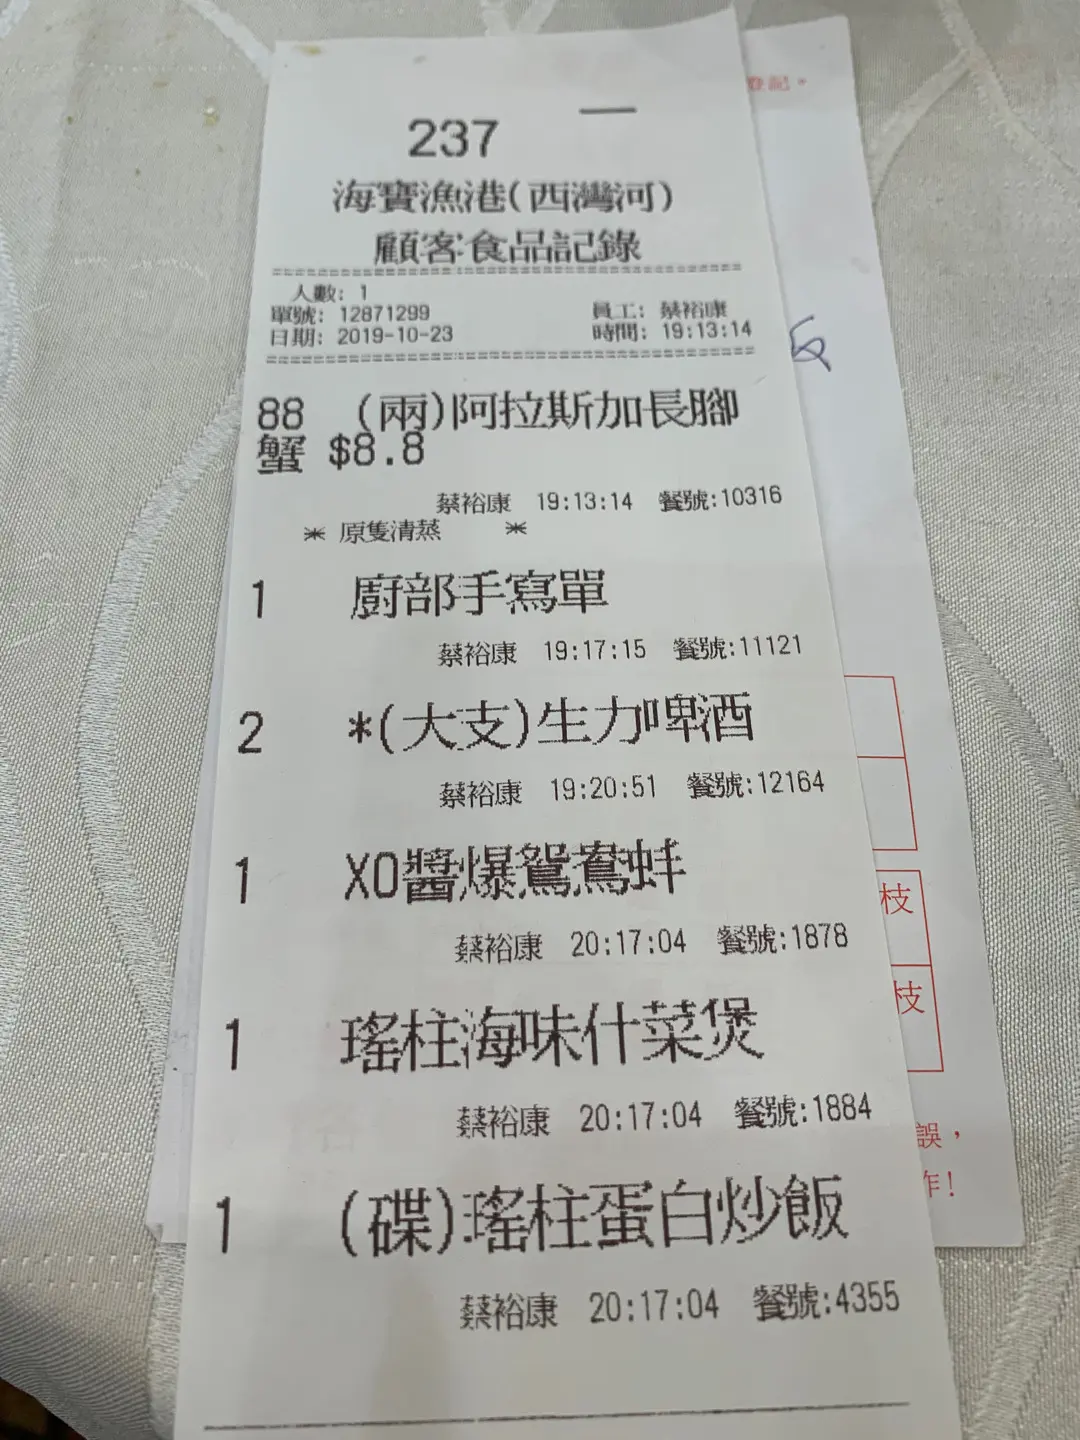 237
海寶漁港(西灣河)
顧客食品記錄
人數: 1
單號: 12871299 員工: 蔡裕康
日期: 2019-10-23 時間: 19:13:14
88 (兩)阿拉斯加長腳
蟹 $8.8
蔡裕康 19:13:14 餐號:10316
* 原隻清蒸 *
1 廚部手寫單
蔡裕康 19:17:15 餐號:11121
2 *(大支)生力啤酒
蔡裕康 19:20:51 餐號:12164
1 XO醬爆鴛鴦蚌
蔡裕康 20:17:04 餐號:1878
1 瑤柱海味什菜煲
蔡裕康 20:17:04 餐號:1884
1 (碟)瑤柱蛋白炒飯
蔡裕康 20:17:04 餐號:4355
登記。
枝
枝
誤，
作!